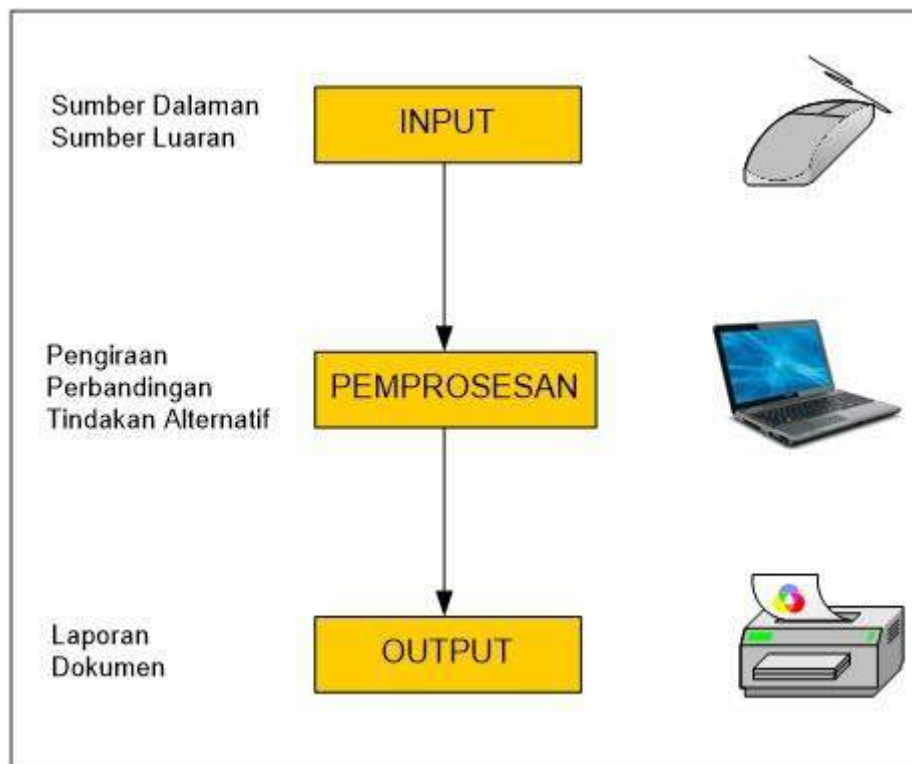 Sumber Dalaman
Sumber Luaran
INPUT
Pengiraan
Perbandingan
Tindakan Alternatif
PEMPROSESAN
Laporan
Dokumen
OUTPUT